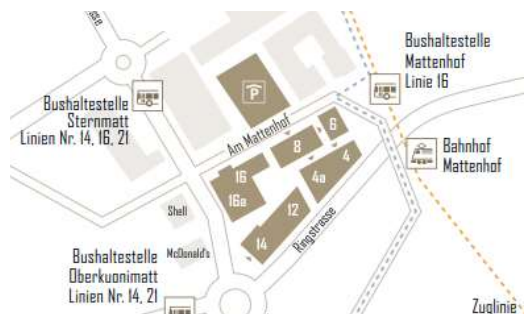 Bushaltestelle
Mattenhof
Linie 16
Bushaltestelle
Sternmatt
Linien Nr. 14, 16, 21
P
Am Mattenhof
6
8
4
Bahnhof
Mattenhof
16
4a
16a
12
Shell
14
Ringstrasse
McDonald's
Bushaltestelle
Oberkuonimatt
Linien Nr. 14, 21
Zuglinie